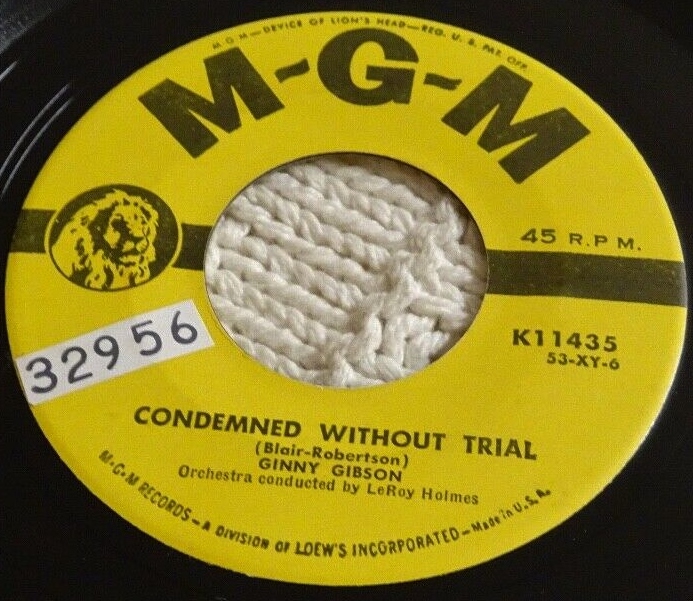 M G M—DEVICE OF LION'S HEAD—REG. U. S. PAT. OFF.
M-G-M
45 R.P.M.
K11435
53-XY-6
32956
CONDEMNED WITHOUT TRIAL
(Blair-Robertson)
GINNY GIBSON
Orchestra conducted by LeRoy Holmes
M-G-M RECORDS—A DIVISION OF LOEW'S INCORPORATED—Made in U.S.A.